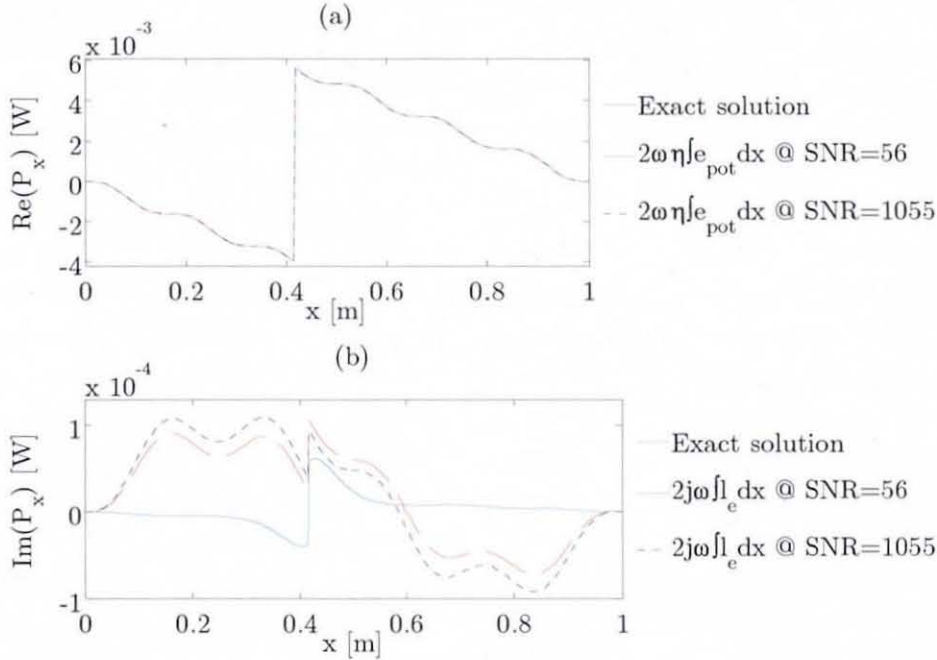 (a)
x 10⁻³
6
4
2
0
-2
-4
Re(Pₓ) [W]
0 0.2 0.4 0.6 0.8 1
x [m]
Exact solution
2ωη∫e_pot dx @ SNR=56
2ωη∫e_pot dx @ SNR=1055
(b)
x 10⁻⁴
1
0
-1
Im(Pₓ) [W]
0 0.2 0.4 0.6 0.8 1
x [m]
Exact solution
2jω∫l_e dx @ SNR=56
2jω∫l_e dx @ SNR=1055